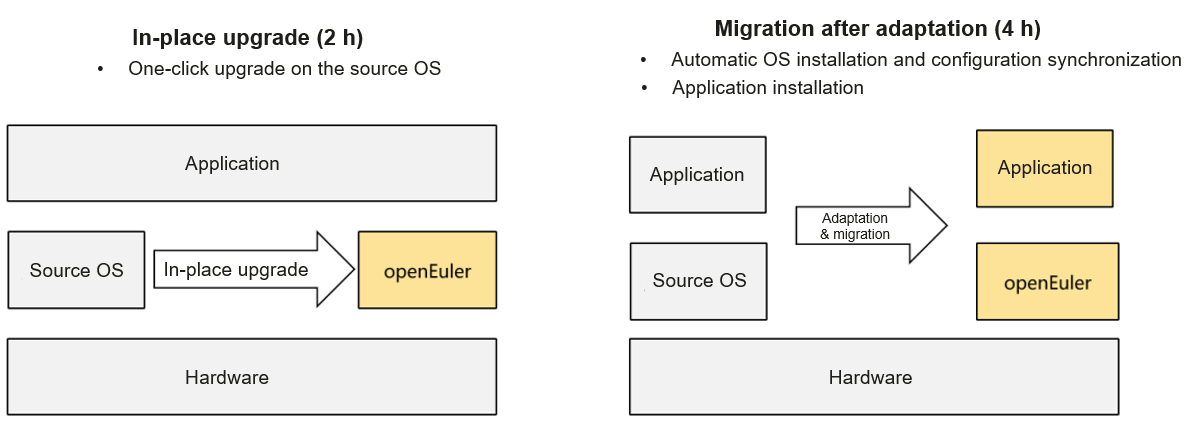 In-place upgrade (2 h)
• One-click upgrade on the source OS
Application
Source OS
In-place upgrade
openEuler
Hardware
Migration after adaptation (4 h)
• Automatic OS installation and configuration synchronization
• Application installation
Application
Adaptation
& migration
Application
Source OS
openEuler
Hardware